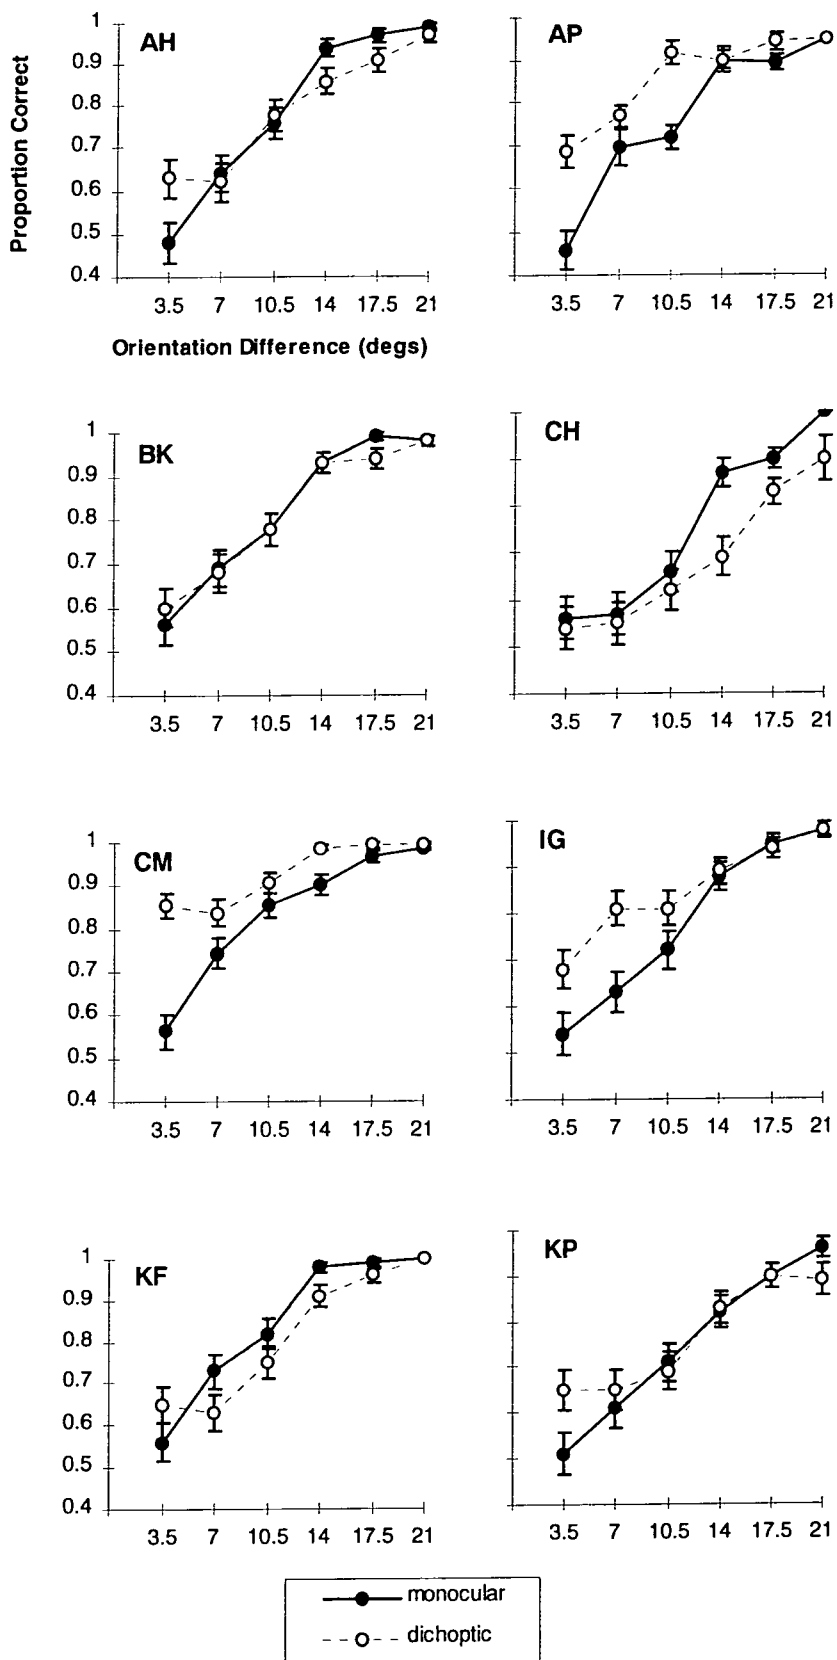 AH
AP
Proportion Correct
1
0.9
0.8
0.7
0.6
0.5
0.4
3.5 7 10.5 14 17.5 21
3.5 7 10.5 14 17.5 21
Orientation Difference (degs)
BK
CH
1
0.9
0.8
0.7
0.6
0.5
0.4
3.5 7 10.5 14 17.5 21
3.5 7 10.5 14 17.5 21
CM
IG
1
0.9
0.8
0.7
0.6
0.5
0.4
3.5 7 10.5 14 17.5 21
3.5 7 10.5 14 17.5 21
KF
KP
1
0.9
0.8
0.7
0.6
0.5
0.4
3.5 7 10.5 14 17.5 21
3.5 7 10.5 14 17.5 21
monocular
dichoptic